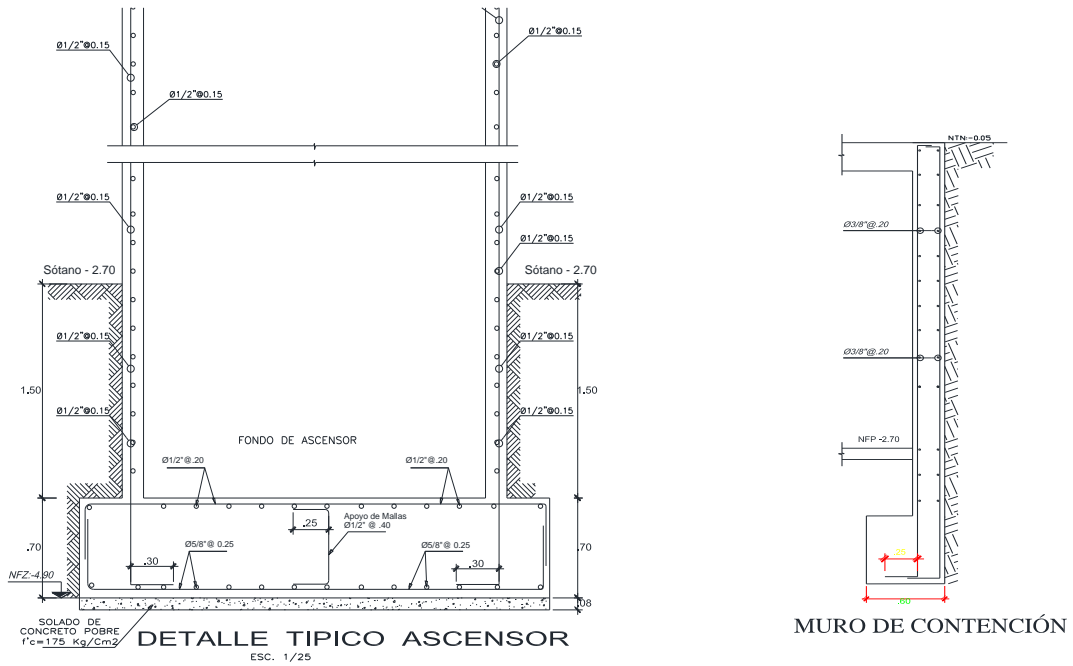 Ø1/2"@0.15
Ø1/2"@0.15
Ø1/2"@0.15
Ø1/2"@0.15
Ø1/2"@0.15
Ø1/2"@0.15
Sótano - 2.70
Sótano - 2.70
Ø1/2"@0.15
Ø1/2"@0.15
1.50
1.50
Ø1/2"@0.15
Ø1/2"@0.15
FONDO DE ASCENSOR
Ø1/2"@.20
Ø1/2"@.20
.25
Apoyo de Mallas
Ø1/2" @ .40
.70
.70
Ø5/8"@ 0.25
Ø5/8"@ 0.25
.30
.30
NFZ:-4.90
.08
SOLADO DE
CONCRETO POBRE
f'c=175 Kg/Cm2
DETALLE TIPICO ASCENSOR
ESC. 1/25
NTN:-0.05
Ø3/8"@.20
Ø3/8"@.20
NFP -2.70
.60
MURO DE CONTENCIÓN